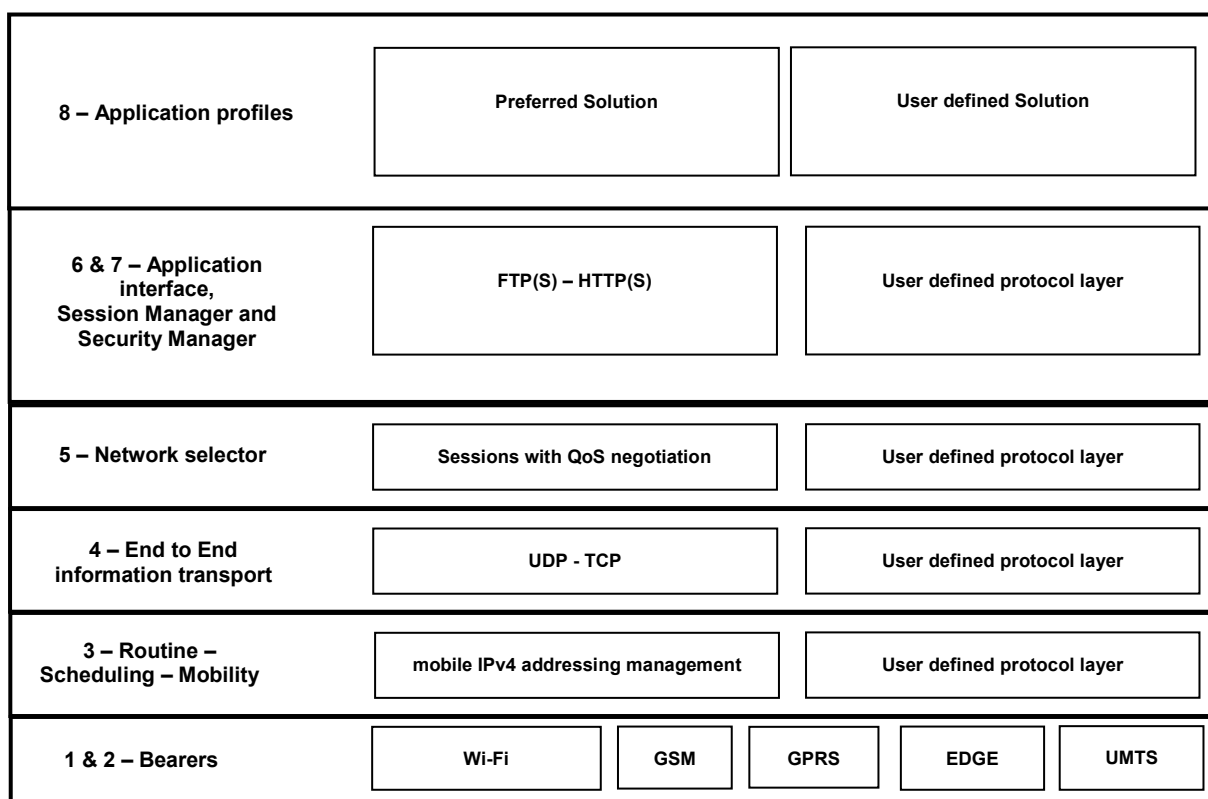 8 – Application profiles
Preferred Solution
User defined Solution
6 & 7 – Application
interface,
Session Manager and
Security Manager
FTP(S) – HTTP(S)
User defined protocol layer
5 – Network selector
Sessions with QoS negotiation
User defined protocol layer
4 – End to End
information transport
UDP - TCP
User defined protocol layer
3 – Routine –
Scheduling – Mobility
mobile IPv4 addressing management
User defined protocol layer
1 & 2 – Bearers
Wi-Fi
GSM
GPRS
EDGE
UMTS